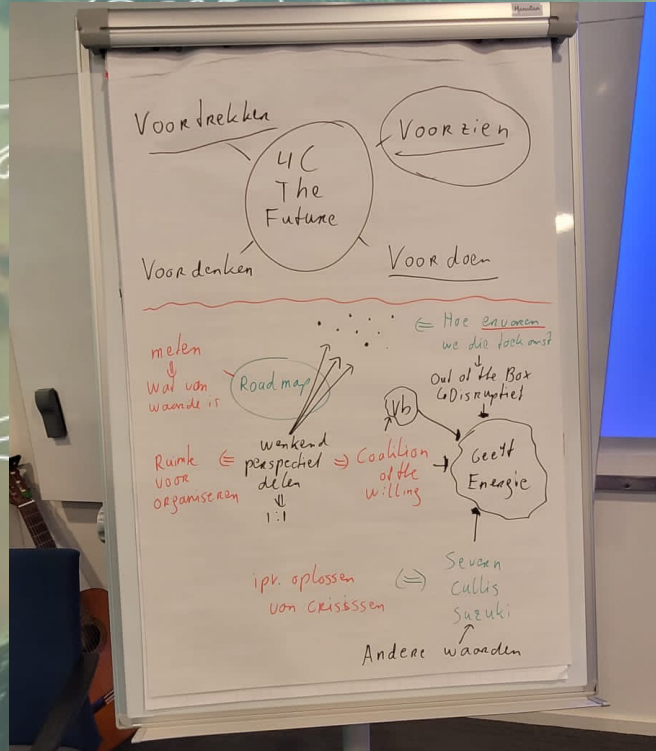 Voortrekken
Voorzien
4C
The
Future
Voordenken
Voordoen
meten
⇓
Wat van
waarde is
Roadmap
⇐ Hoe ervaren
we die toekomst
↓
Out of the Box
↳Disruptief
Vb
Geeft
Energie
Ruimte
voor
organiseren
⇐ wenkend
perspectief
delen
⇓
1:1
⇒ Coalition
of the
willing
ipv. oplossen
van crisissen
⇔
Severn
Cullis
Suzuki
Andere waarden